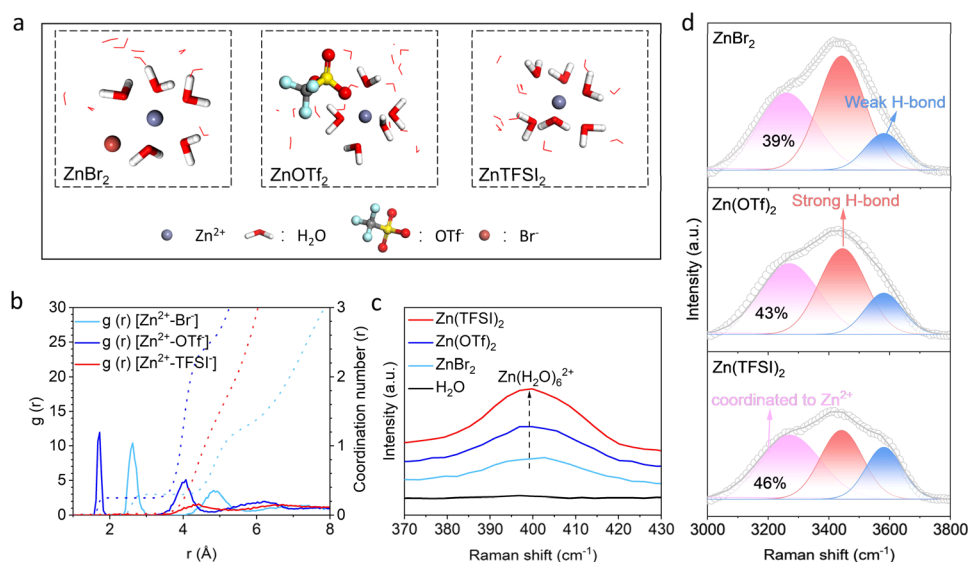 a
ZnBr₂
ZnOTf₂
ZnTFSI₂
: Zn²⁺
: H₂O
: OTf⁻
: Br⁻
b
g (r)
30
25
20
15
10
5
0
g (r) [Zn²⁺-Br⁻]
g (r) [Zn²⁺-OTf⁻]
g (r) [Zn²⁺-TFSI⁻]
3
2
1
0
Coordination number (r)
0 2 4 6 8
r (Å)
c
Intensity (a.u.)
Zn(TFSI)₂
Zn(OTf)₂
ZnBr₂
H₂O
Zn(H₂O)₆²⁺
370 380 390 400 410 420 430
Raman shift (cm⁻¹)
d
Intensity (a.u.)
ZnBr₂
Weak H-bond
39%
Zn(OTf)₂
Strong H-bond
43%
Zn(TFSI)₂
coordinated to Zn²⁺
46%
3000 3200 3400 3600 3800
Raman shift (cm⁻¹)